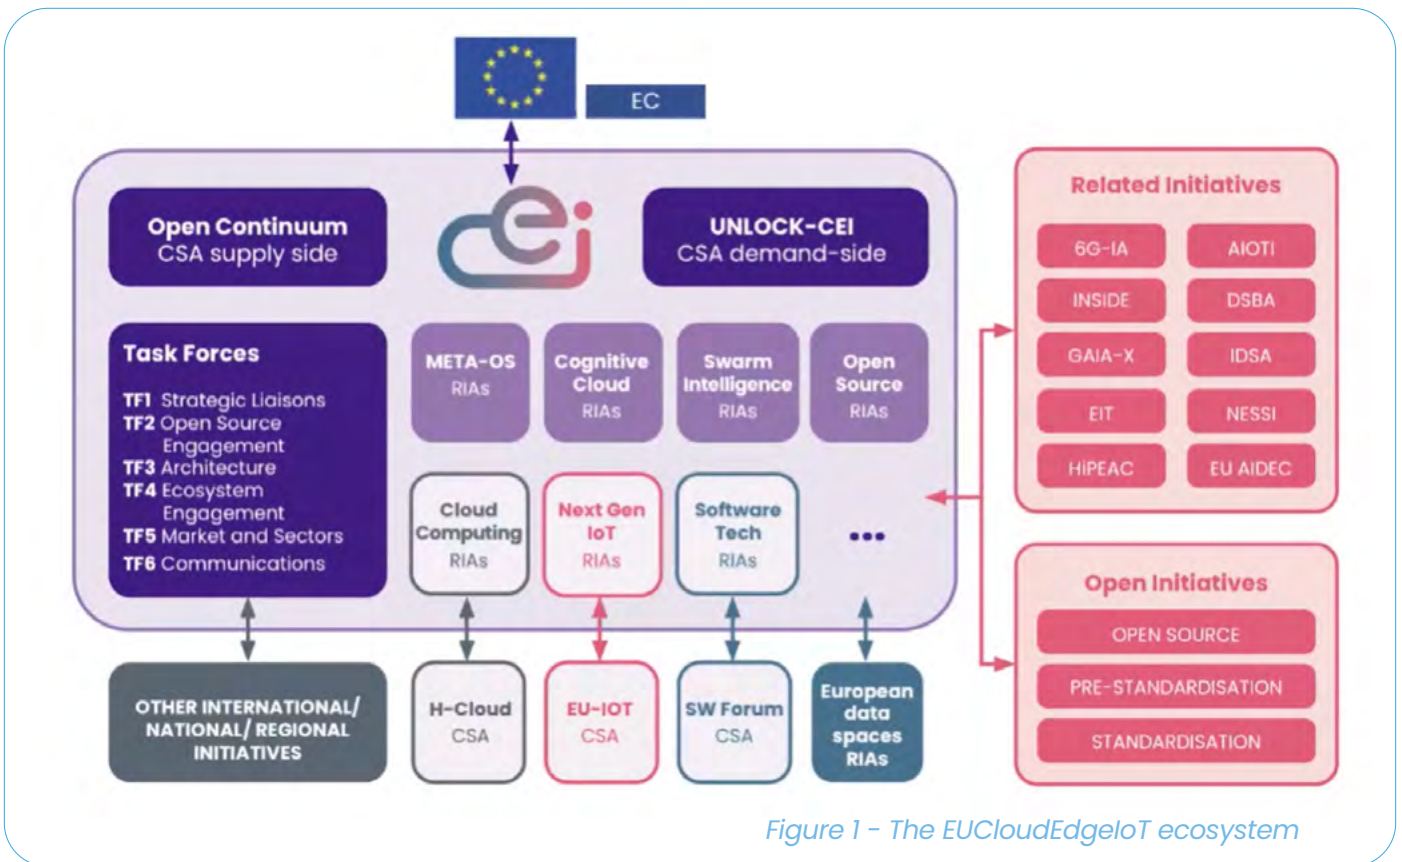 EC
Open Continuum
CSA supply side
cei
UNLOCK-CEI
CSA demand-side
Task Forces
TF1 Strategic Liaisons
TF2 Open Source
Engagement
TF3 Architecture
TF4 Ecosystem
Engagement
TF5 Market and Sectors
TF6 Communications
META-OS
RIAs
Cognitive
Cloud
RIAs
Swarm
Intelligence
RIAs
Open
Source
RIAs
Cloud
Computing
RIAs
Next Gen
IoT
RIAs
Software
Tech
RIAs
...
OTHER INTERNATIONAL/
NATIONAL/ REGIONAL
INITIATIVES
H-Cloud
CSA
EU-IOT
CSA
SW Forum
CSA
European
data
spaces
RIAs
Related Initiatives
6G-IA
AIOTI
INSIDE
DSBA
GAIA-X
IDSA
EIT
NESSI
HiPEAC
EU AIDEC
Open Initiatives
OPEN SOURCE
PRE-STANDARDISATION
STANDARDISATION
Figure 1 - The EUCloudEdgeIoT ecosystem